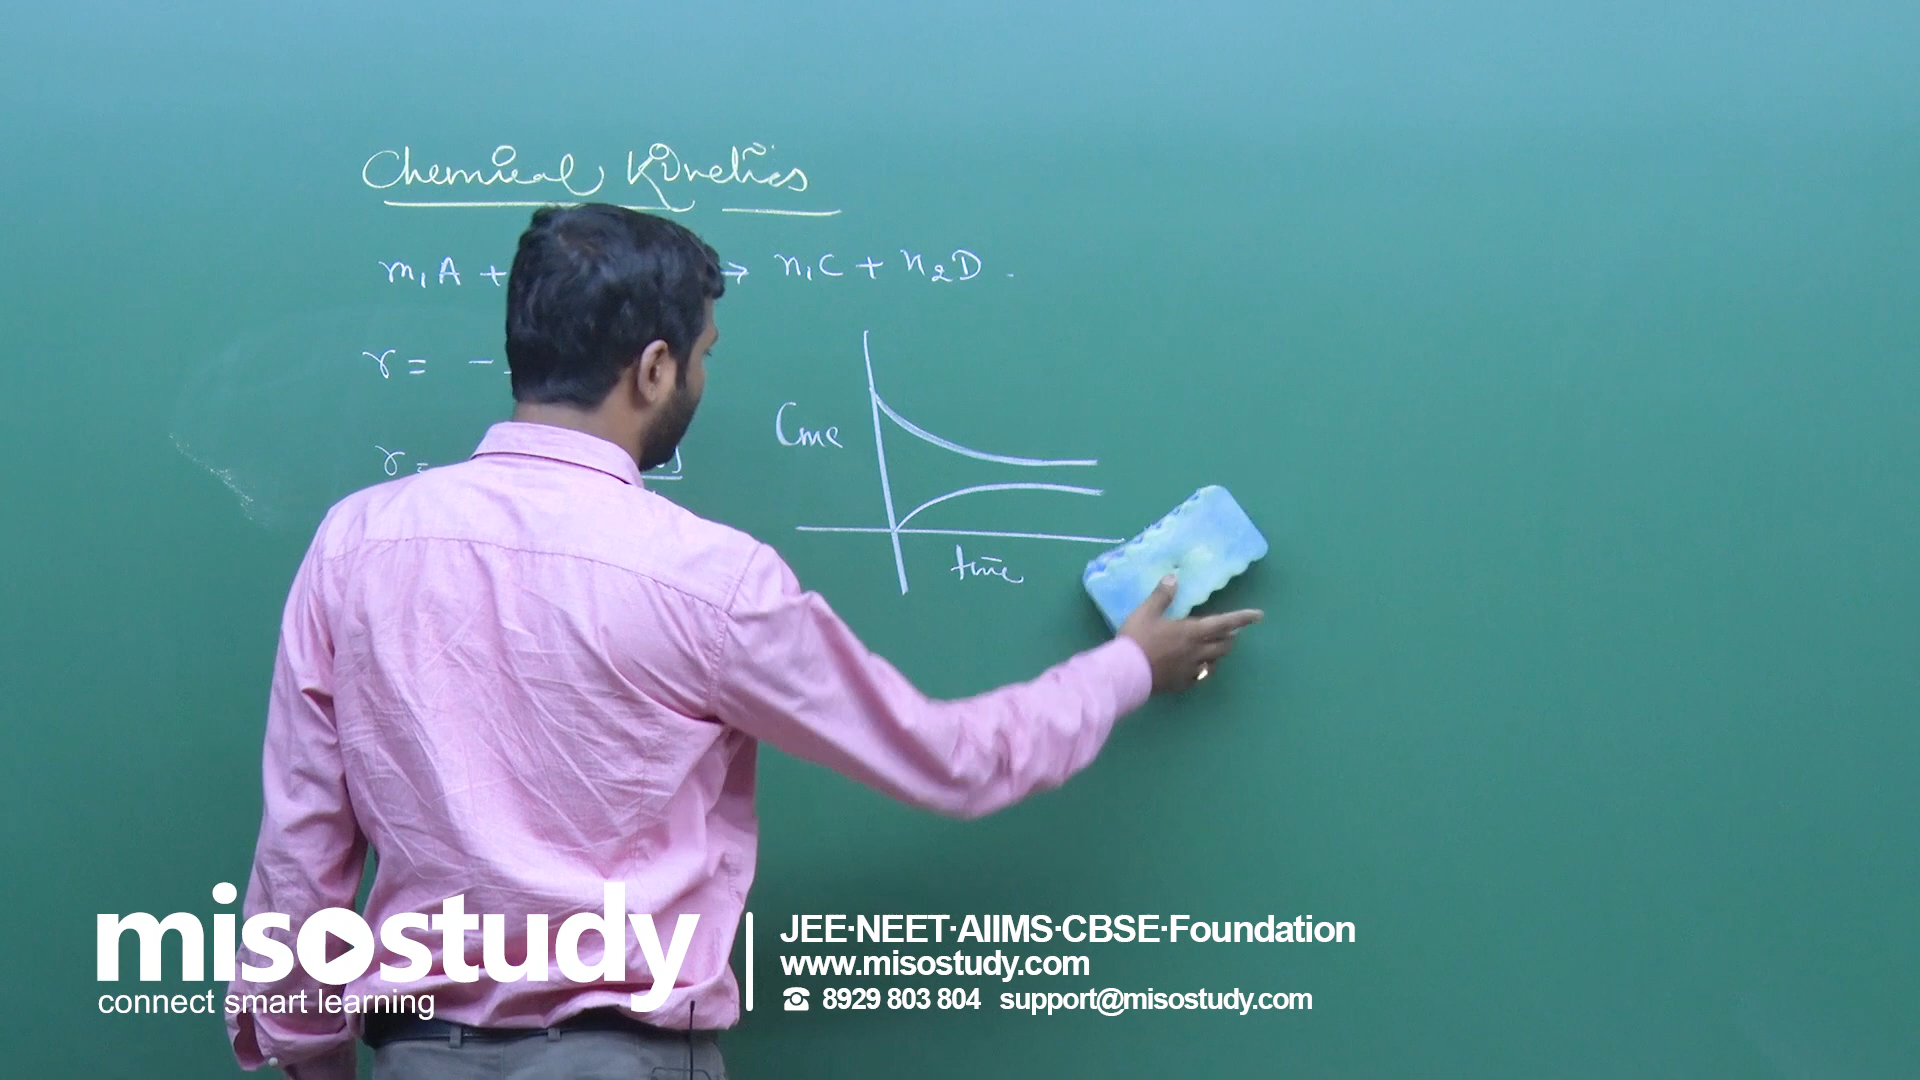 Chemical Kinetics
m₁A + → n₁C + n₂D .
r = -
r =
Conc
time
misostudy
connect smart learning
JEE·NEET·AIIMS·CBSE·Foundation
www.misostudy.com
☎ 8929 803 804 support@misostudy.com